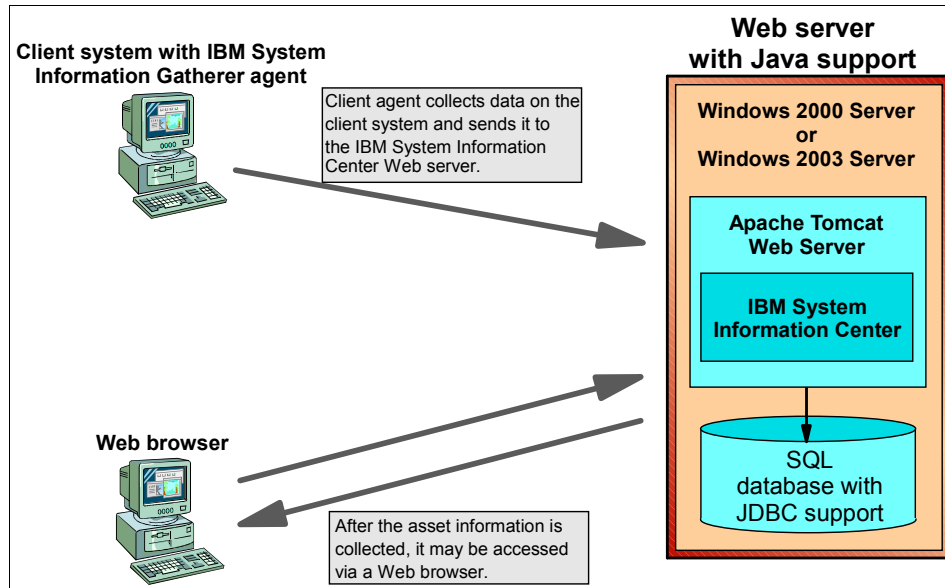 Client system with IBM System
Information Gatherer agent
Client agent collects data on the
client system and sends it to
the IBM System Information
Center Web server.
Web server
with Java support
Windows 2000 Server
or
Windows 2003 Server
Apache Tomcat
Web Server
IBM System
Information Center
SQL
database with
JDBC support
Web browser
After the asset information is
collected, it may be accessed
via a Web browser.